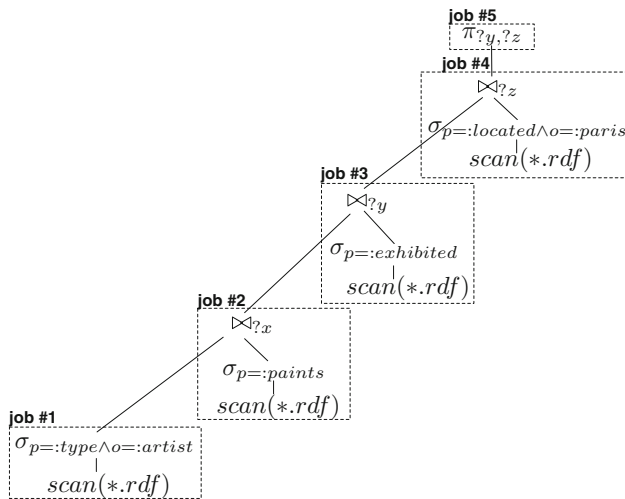 job #5
π?y,?z
job #4
⋈?z
σp=:located∧o=:paris
scan(*.rdf)
job #3
⋈?y
σp=:exhibited
scan(*.rdf)
job #2
⋈?x
σp=:paints
scan(*.rdf)
job #1
σp=:type∧o=:artist
scan(*.rdf)